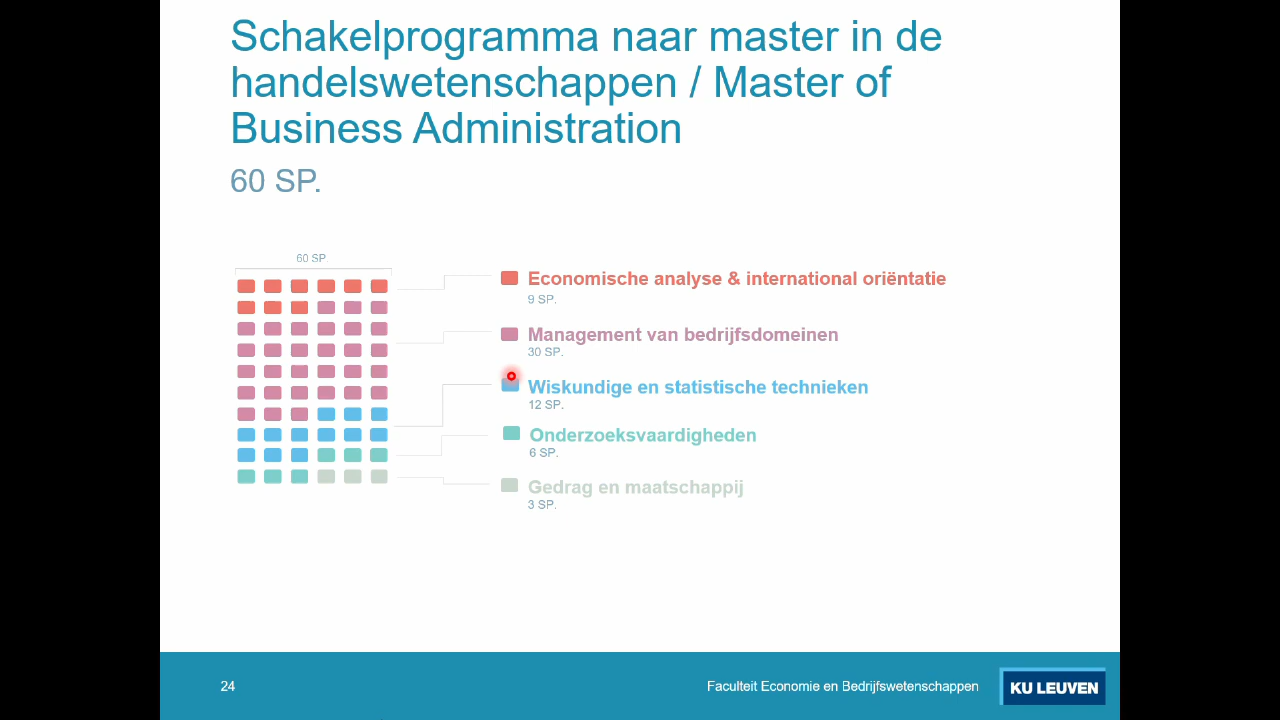 Schakelprogramma naar master in de
handelswetenschappen / Master of
Business Administration
60 SP.
60 SP.
Economische analyse & international oriëntatie
9 SP.
Management van bedrijfsdomeinen
30 SP.
Wiskundige en statistische technieken
12 SP.
Onderzoeksvaardigheden
6 SP.
Gedrag en maatschappij
3 SP.
24
Faculteit Economie en Bedrijfswetenschappen
KU LEUVEN